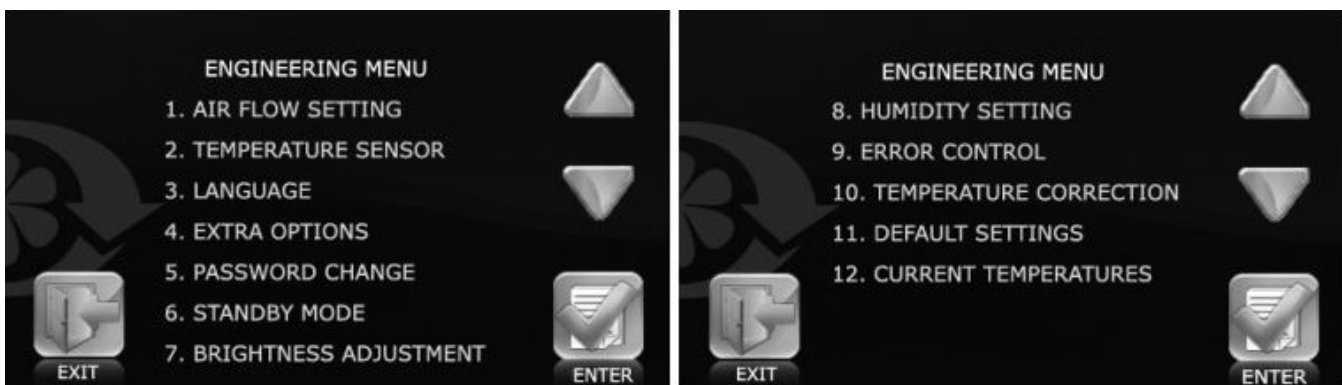 ENGINEERING MENU
1. AIR FLOW SETTING
2. TEMPERATURE SENSOR
3. LANGUAGE
4. EXTRA OPTIONS
5. PASSWORD CHANGE
6. STANDBY MODE
7. BRIGHTNESS ADJUSTMENT
EXIT
ENTER
ENGINEERING MENU
8. HUMIDITY SETTING
9. ERROR CONTROL
10. TEMPERATURE CORRECTION
11. DEFAULT SETTINGS
12. CURRENT TEMPERATURES
EXIT
ENTER